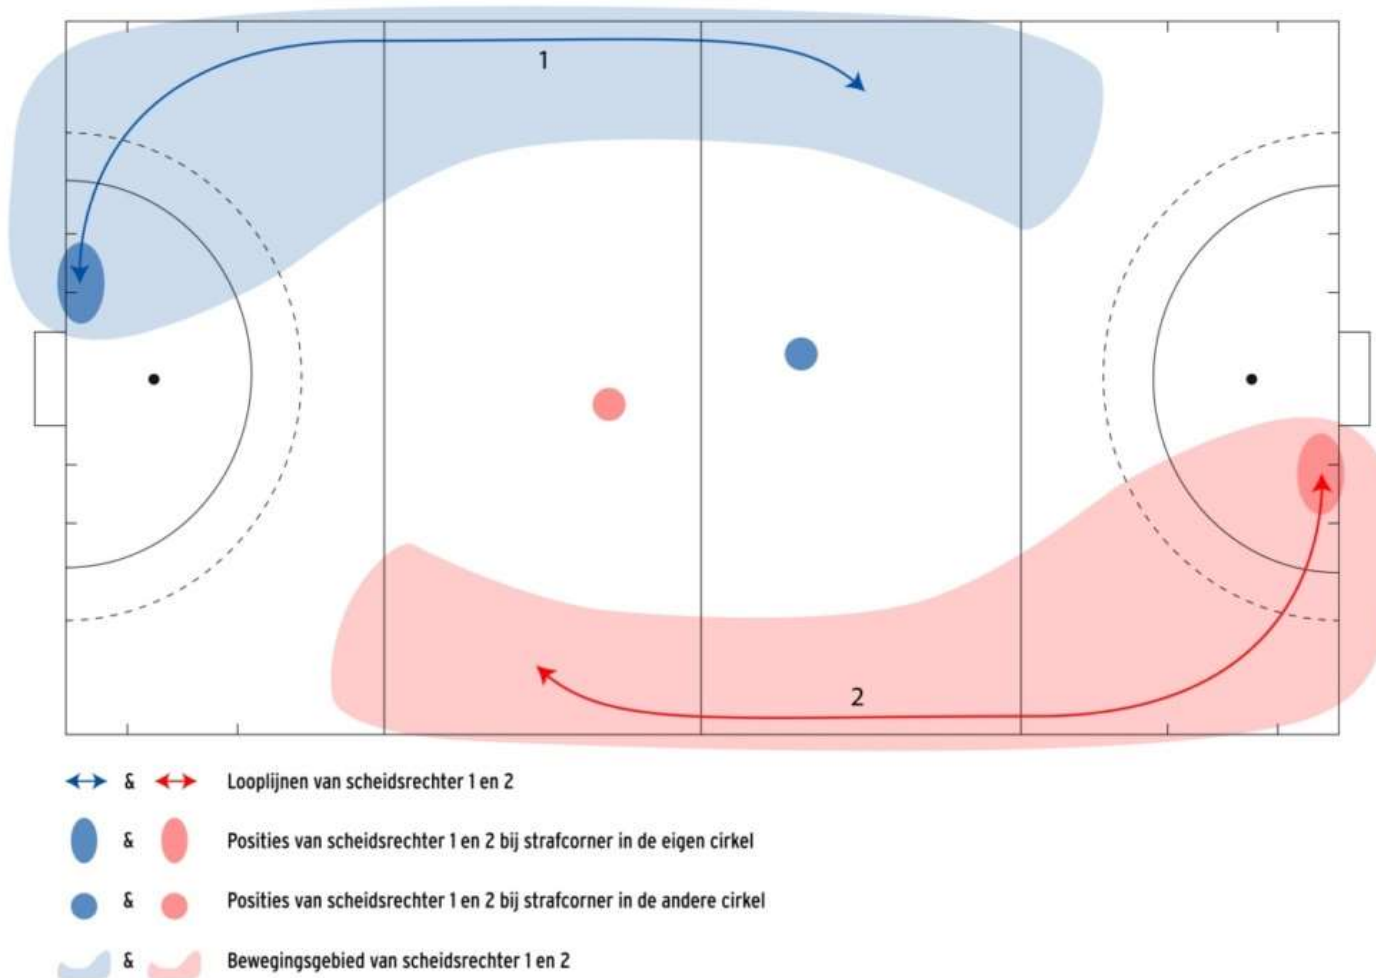 1
2
& Looplijnen van scheidsrechter 1 en 2
& Posities van scheidsrechter 1 en 2 bij strafcorner in de eigen cirkel
& Posities van scheidsrechter 1 en 2 bij strafcorner in de andere cirkel
& Bewegingsgebied van scheidsrechter 1 en 2